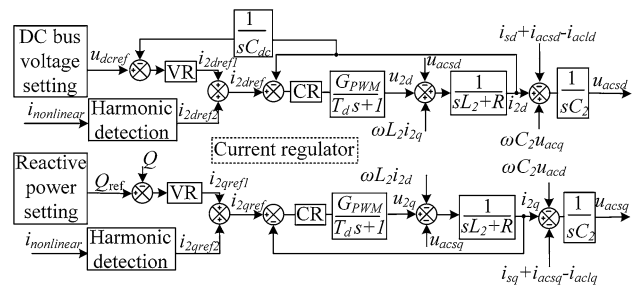 DC bus
voltage
setting
u_dcref
1
sC_dc
VR
i_2dref1
i_2dref
i_nonlinear
Harmonic
detection
i_2dref2
CR
G_PWM
T_d s+1
u_2d
u_acsd
ωL_2i_2q
1
sL_2+R
i_2d
i_sd+i_acsd-i_acld
ωC_2u_acq
1
sC_2
u_acsd
Current regulator
Reactive
power
setting
Q_ref
Q
VR
i_2qref1
i_2qref
i_nonlinear
Harmonic
detection
i_2qref2
CR
G_PWM
T_d s+1
u_2q
ωL_2i_2d
u_acsq
1
sL_2+R
i_2q
ωC_2u_acd
i_sq+i_acsq-i_aclq
1
sC_2
u_acsq